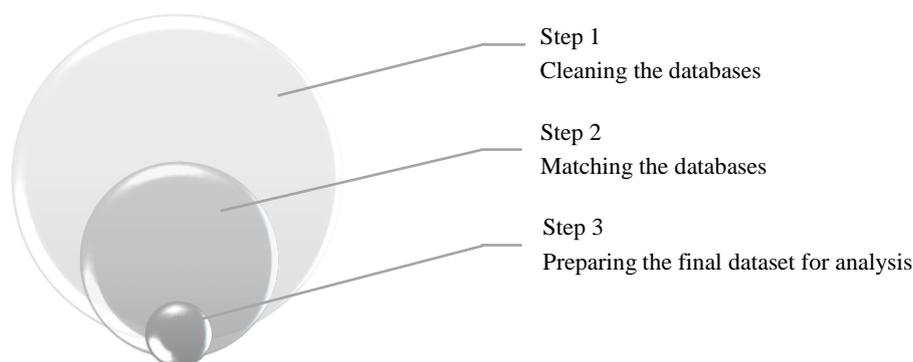 Step 1
Cleaning the databases
Step 2
Matching the databases
Step 3
Preparing the final dataset for analysis